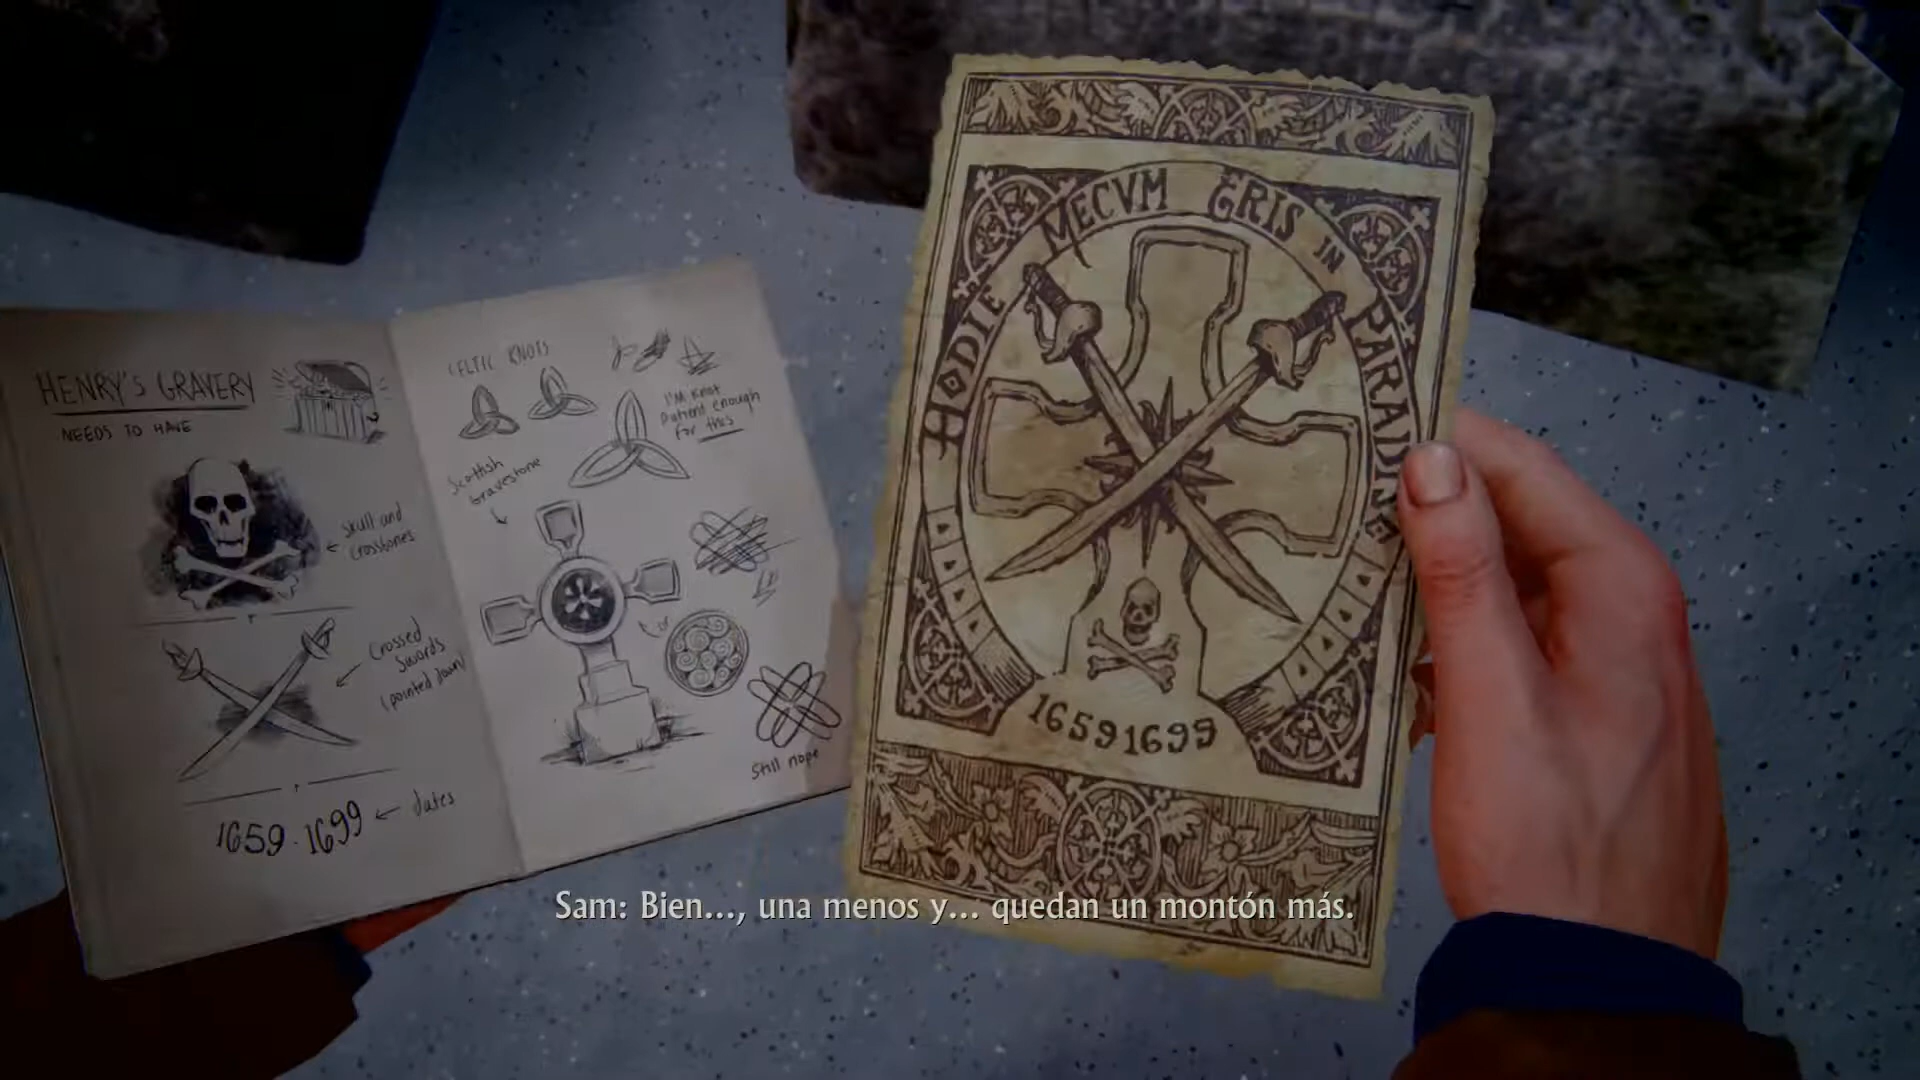 HENRY'S GRAVERY
NEEDS TO HAVE
skull and
crossbones
Crossed
Swords
(pointed down)
1659 · 1699
dates
CELTIC KNOTS
I'M Knot
patient enough
for this
Scottish
Gravestone
or
Still nope
HODIE MECVM ERIS IN PARADISO
16591699
Sam: Bien..., una menos y... quedan un montón más.